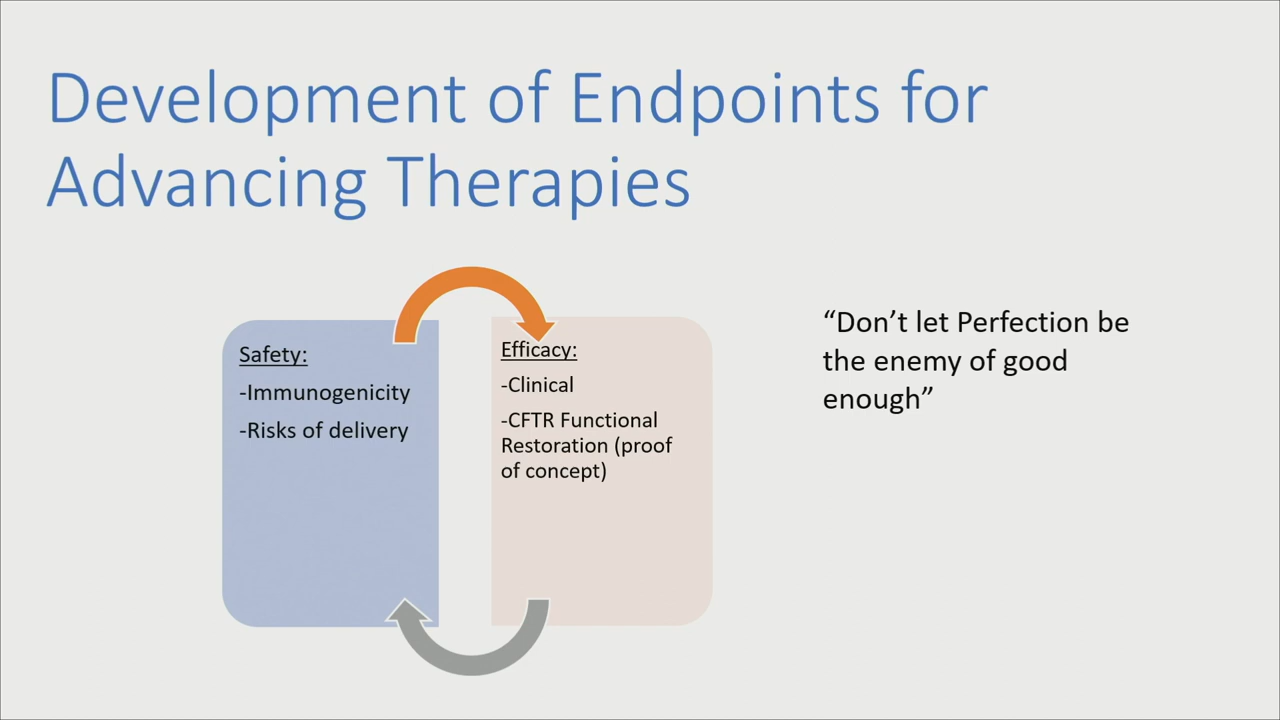 Development of Endpoints for
Advancing Therapies
Safety:
-Immunogenicity
-Risks of delivery
Efficacy:
-Clinical
-CFTR Functional
Restoration (proof
of concept)
“Don’t let Perfection be
the enemy of good
enough”